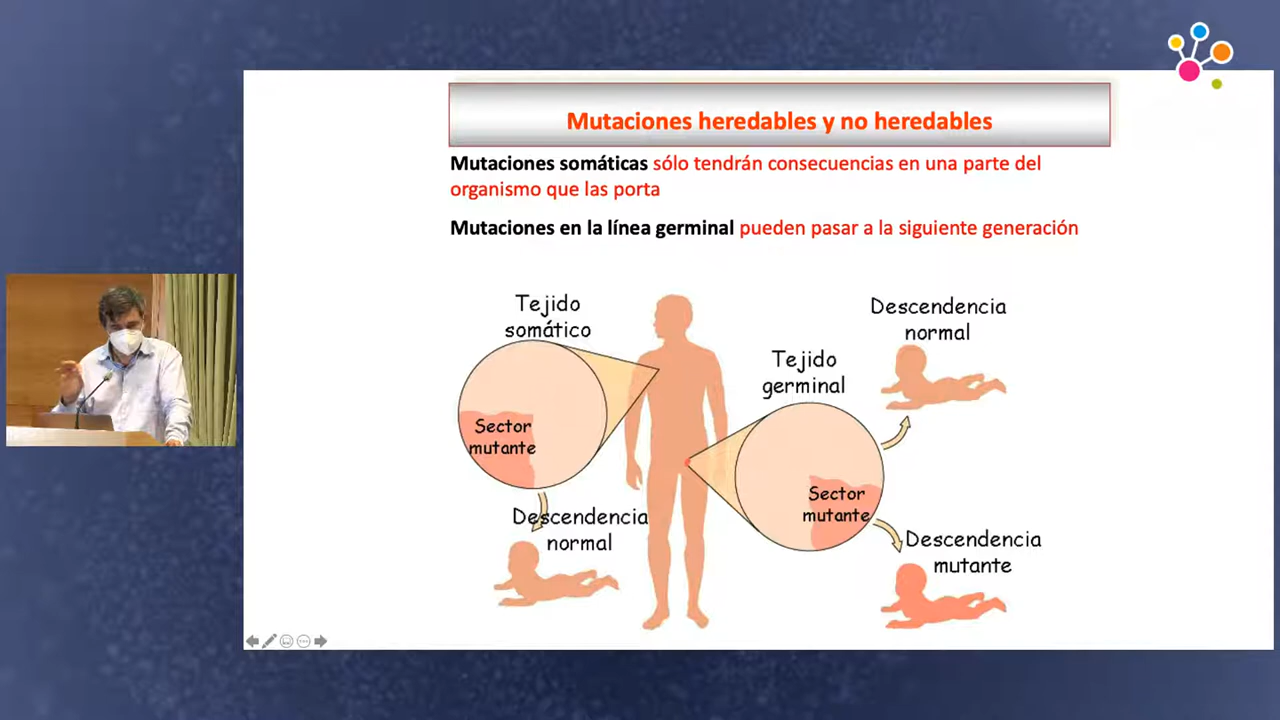 Mutaciones heredables y no heredables
Mutaciones somáticas sólo tendrán consecuencias en una parte del
organismo que las porta
Mutaciones en la línea germinal pueden pasar a la siguiente generación
Tejido
somático
Sector
mutante
Descendencia
normal
Tejido
germinal
Sector
mutante
Descendencia
normal
Descendencia
mutante